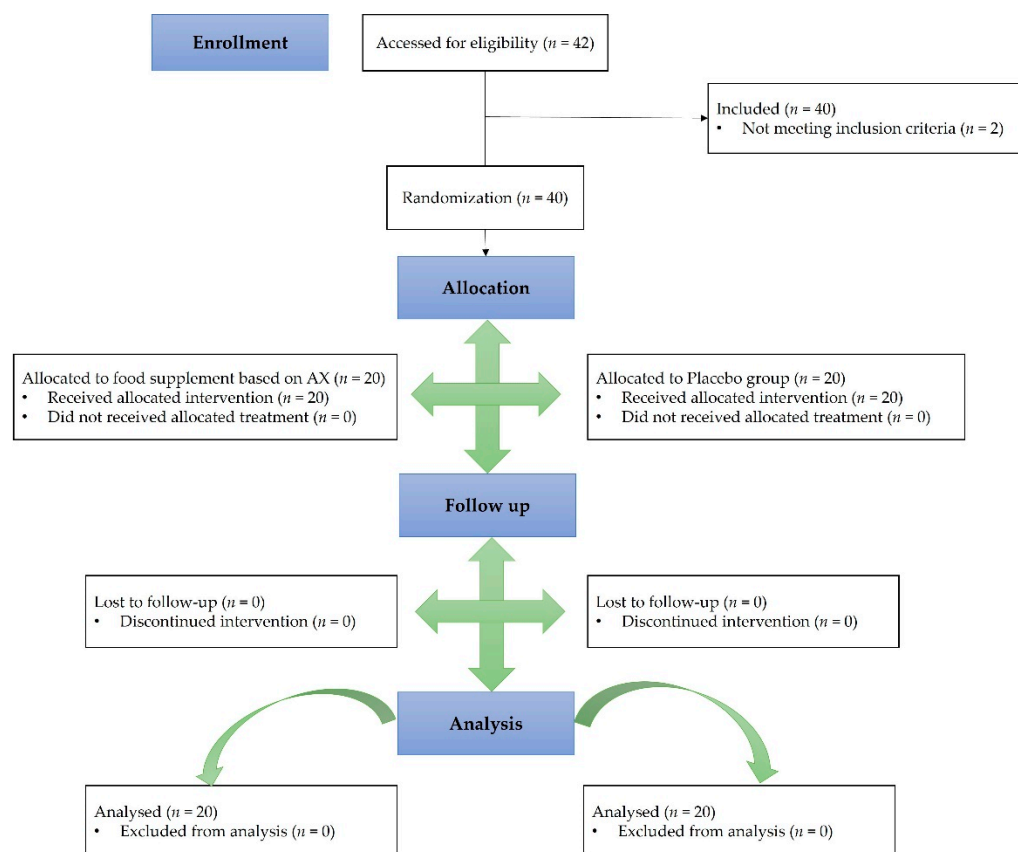 Enrollment
Accessed for eligibility (n = 42)
Included (n = 40)
• Not meeting inclusion criteria (n = 2)
Randomization (n = 40)
Allocation
Allocated to food supplement based on AX (n = 20)
• Received allocated intervention (n = 20)
• Did not received allocated treatment (n = 0)
Allocated to Placebo group (n = 20)
• Received allocated intervention (n = 20)
• Did not received allocated treatment (n = 0)
Follow up
Lost to follow-up (n = 0)
• Discontinued intervention (n = 0)
Lost to follow-up (n = 0)
• Discontinued intervention (n = 0)
Analysis
Analysed (n = 20)
• Excluded from analysis (n = 0)
Analysed (n = 20)
• Excluded from analysis (n = 0)